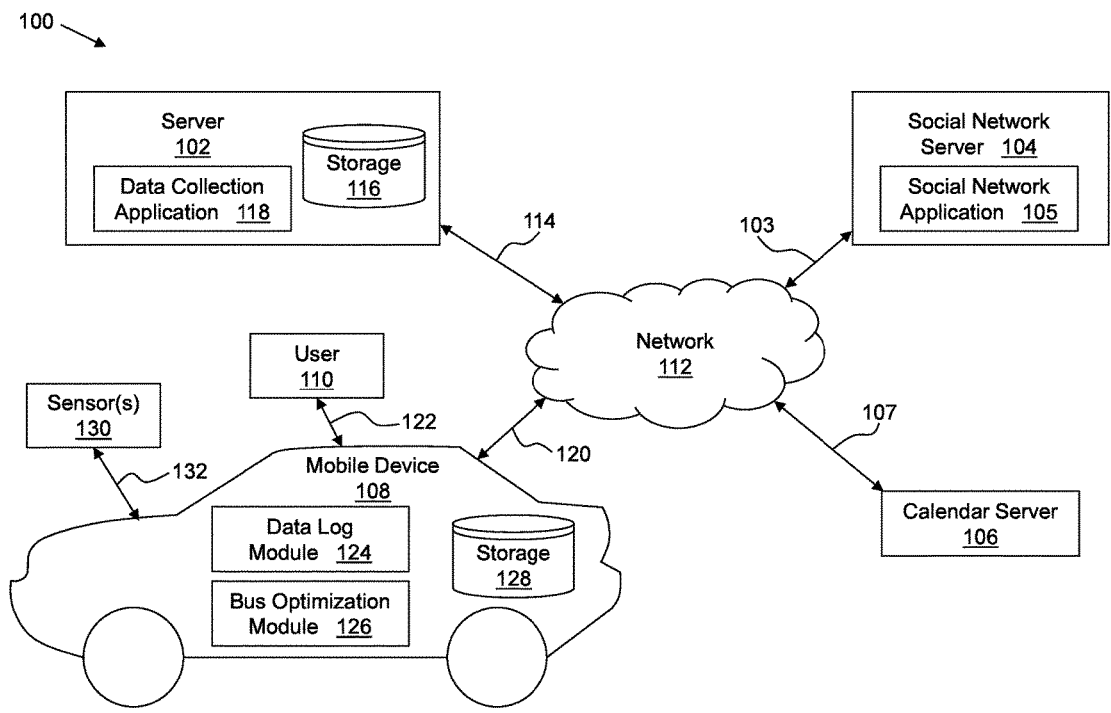 100
Server
102
Data Collection
Application 118
Storage
116
Social Network
Server 104
Social Network
Application 105
114
103
Network
112
User
110
Sensor(s)
130
122
120
107
132
Mobile Device
108
Data Log
Module 124
Storage
128
Bus Optimization
Module 126
Calendar Server
106